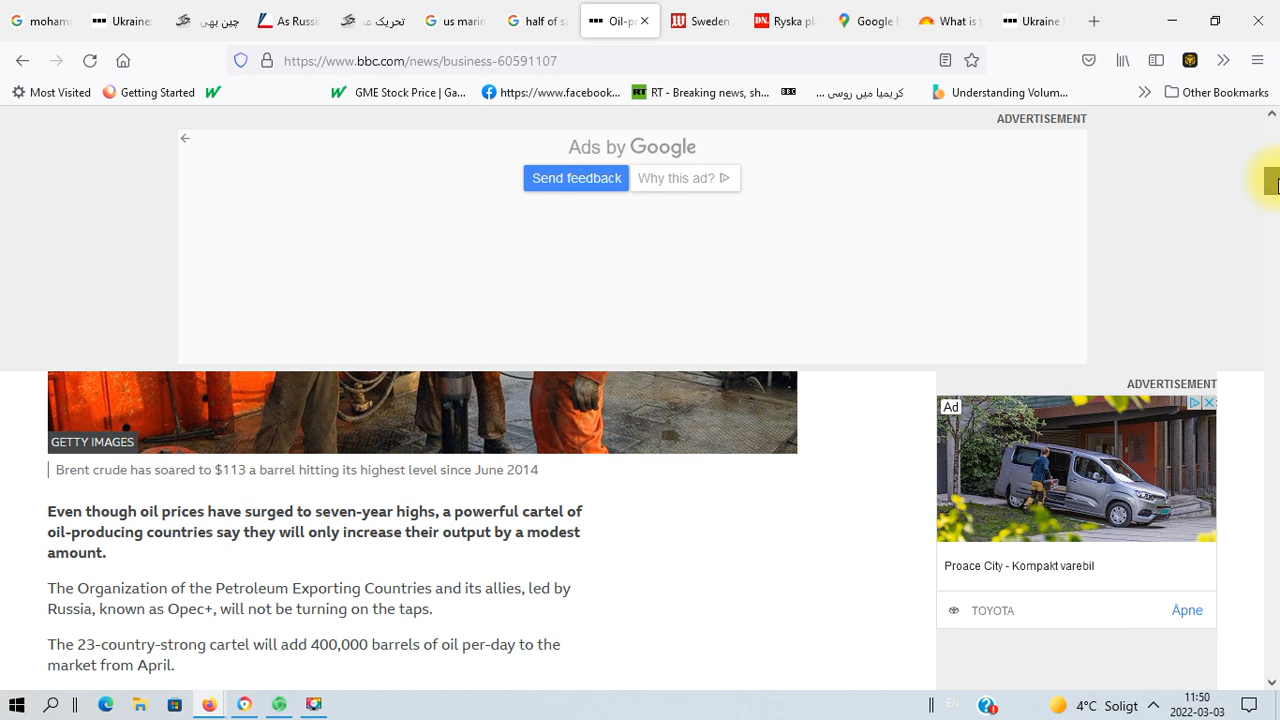 moham
Ukraine:
چین بھی
As Russi
تحریک عد
us marin
half of s
Oil-pr
Sweden
Ryska pl
Google
What is t
Ukraine
https://www.bbc.com/news/business-60591107
Most Visited
Getting Started
GME Stock Price | Ga...
https://www.facebook...
RT - Breaking news, sh...
کریمیا میں روسی ...
Understanding Volum...
Other Bookmarks
ADVERTISEMENT
Ads by Google
Send feedback
Why this ad?
ADVERTISEMENT
Ad
GETTY IMAGES
Brent crude has soared to $113 a barrel hitting its highest level since June 2014
Even though oil prices have surged to seven-year highs, a powerful cartel of
oil-producing countries say they will only increase their output by a modest
amount.
The Organization of the Petroleum Exporting Countries and its allies, led by
Russia, known as Opec+, will not be turning on the taps.
The 23-country-strong cartel will add 400,000 barrels of oil per-day to the
market from April.
Proace City - Kompakt varebil
TOYOTA
Åpne
EN
4°C Soligt
11:50
2022-03-03